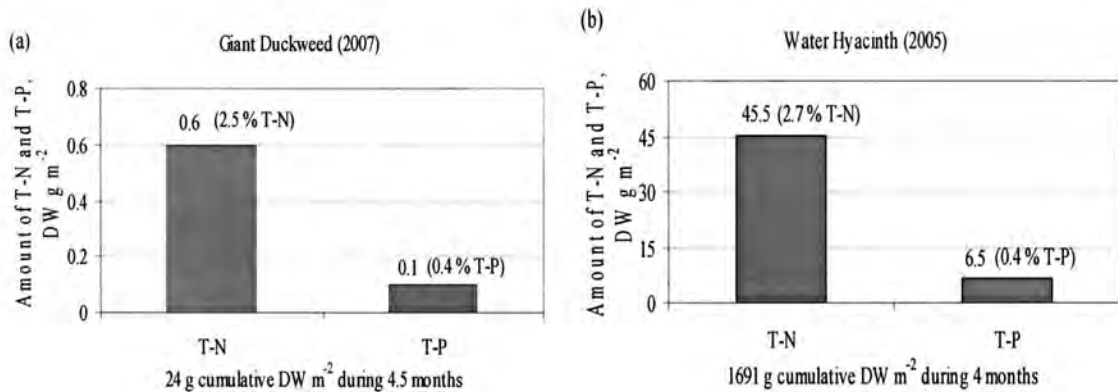 (a)
Giant Duckweed (2007)
Amount of T-N and T-P,
DW g m⁻²
0.8
0.6
0.4
0.2
0
0.6 (2.5 % T-N)
0.1 (0.4 % T-P)
T-N
T-P
24 g cumulative DW m⁻² during 4.5 months
(b)
Water Hyacinth (2005)
Amount of T-N and T-P,
DW g m⁻²
60
45
30
15
0
45.5 (2.7 % T-N)
6.5 (0.4 % T-P)
T-N
T-P
1691 g cumulative DW m⁻² during 4 months